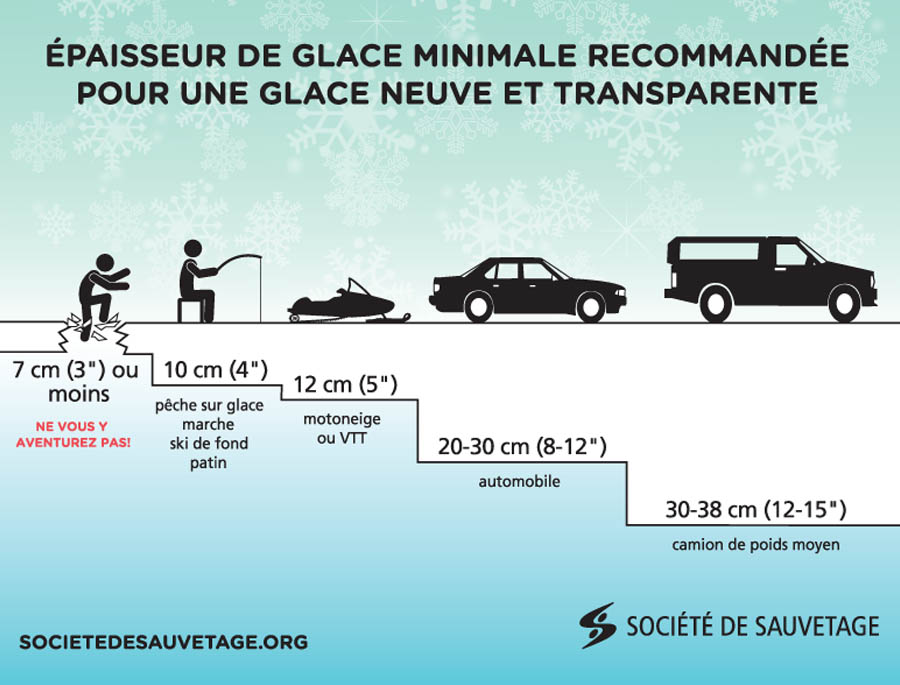 ÉPAISSEUR DE GLACE MINIMALE RECOMMANDÉE
POUR UNE GLACE NEUVE ET TRANSPARENTE
7 cm (3") ou
moins
NE VOUS Y
AVENTUREZ PAS!
10 cm (4")
pêche sur glace
marche
ski de fond
patin
12 cm (5")
motoneige
ou VTT
20-30 cm (8-12")
automobile
30-38 cm (12-15")
camion de poids moyen
SOCIETEDESAUVETAGE.ORG
SOCIÉTÉ DE SAUVETAGE